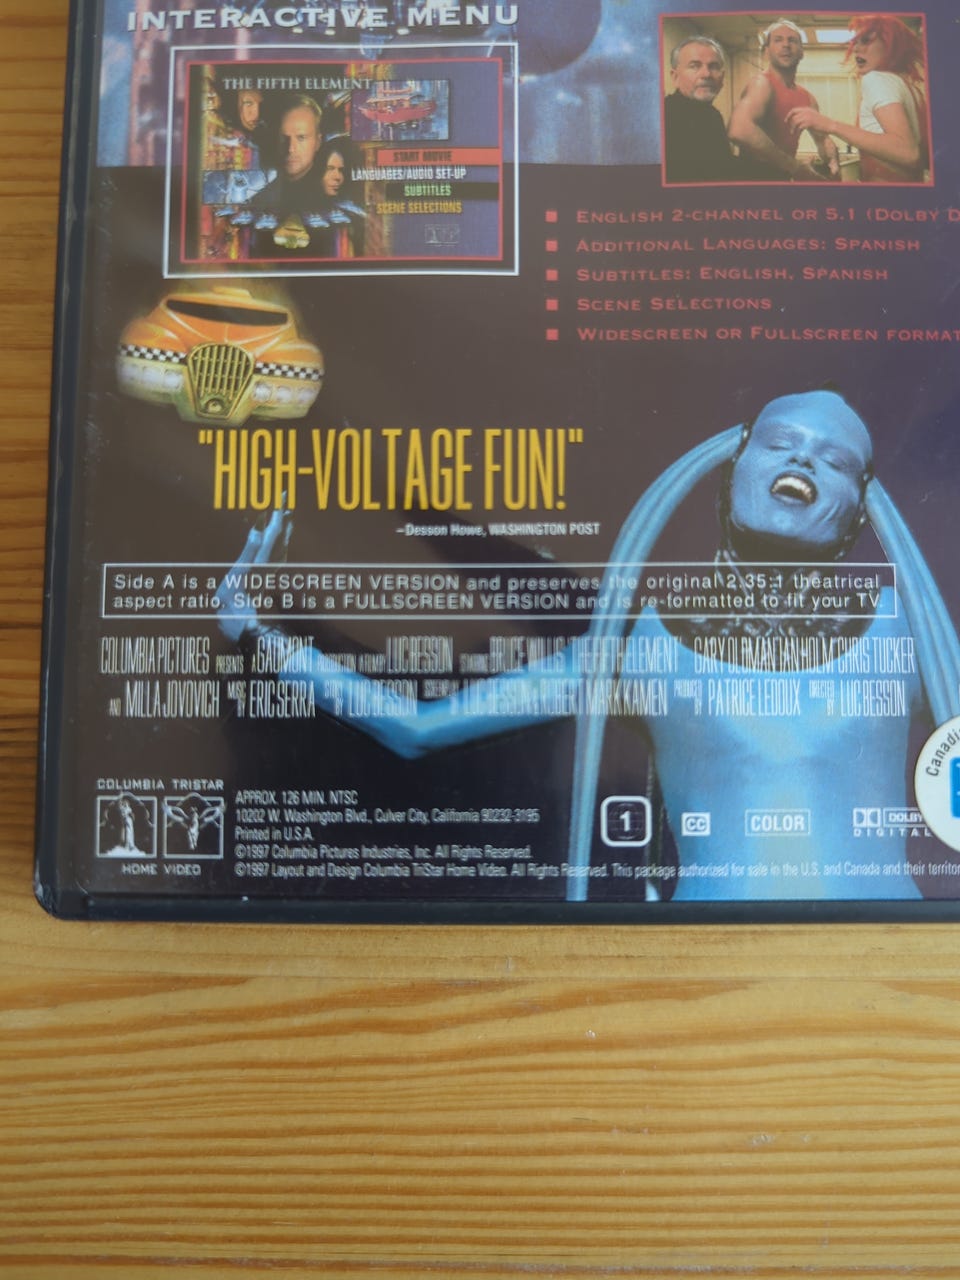 INTERACTIVE MENU
THE FIFTH ELEMENT
START MOVIE
LANGUAGES/AUDIO SET-UP
SUBTITLES
SCENE SELECTIONS
ENGLISH 2-CHANNEL OR 5.1 (DOLBY D
ADDITIONAL LANGUAGES: SPANISH
SUBTITLES: ENGLISH, SPANISH
SCENE SELECTIONS
WIDESCREEN OR FULLSCREEN FORMAT
"HIGH-VOLTAGE FUN!"
–Desson Howe, WASHINGTON POST
Side A is a WIDESCREEN VERSION and preserves the original 2.35:1 theatrical
aspect ratio. Side B is a FULLSCREEN VERSION and is re-formatted to fit your TV.
COLUMBIA PICTURES PRESENTS A GAUMONT PRODUCTION A FILM BY LUC BESSON STARRING BRUCE WILLIS "THE FIFTH ELEMENT" GARY OLDMAN IAN HOLM CHRIS TUCKER
AND MILLA JOVOVICH MUSIC BY ERIC SERRA STORY BY LUC BESSON SCREENPLAY BY LUC BESSON & ROBERT MARK KAMEN PRODUCED BY PATRICE LEDOUX DIRECTED BY LUC BESSON
COLUMBIA TRISTAR
HOME VIDEO
APPROX. 126 MIN. NTSC
10202 W. Washington Blvd., Culver City, California 90232-3195
Printed in U.S.A.
©1997 Columbia Pictures Industries, Inc. All Rights Reserved.
©1997 Layout and Design Columbia TriStar Home Video. All Rights Reserved. This package authorized for sale in the U.S. and Canada and their territor
1
CC
COLOR
DOLBY
DIGITAL
Canadi